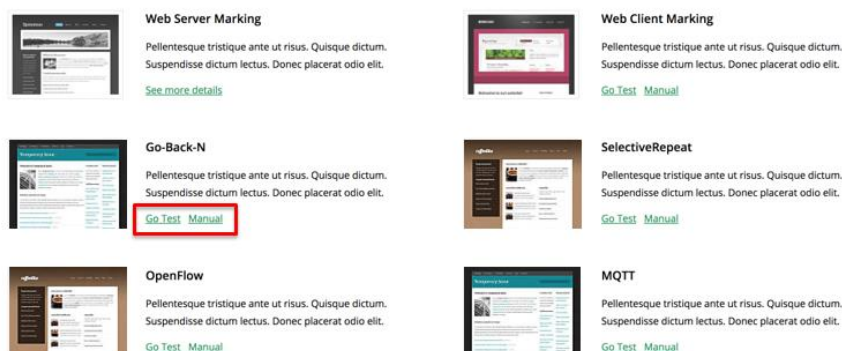 Web Server Marking
Pellentesque tristique ante ut risus. Quisque dictum.
Suspendisse dictum lectus. Donec placerat odio elit.
See more details
Web Client Marking
Pellentesque tristique ante ut risus. Quisque dictum.
Suspendisse dictum lectus. Donec placerat odio elit.
Go Test Manual
Go-Back-N
Pellentesque tristique ante ut risus. Quisque dictum.
Suspendisse dictum lectus. Donec placerat odio elit.
Go Test Manual
SelectiveRepeat
Pellentesque tristique ante ut risus. Quisque dictum.
Suspendisse dictum lectus. Donec placerat odio elit.
Go Test Manual
OpenFlow
Pellentesque tristique ante ut risus. Quisque dictum.
Suspendisse dictum lectus. Donec placerat odio elit.
Go Test Manual
MQTT
Pellentesque tristique ante ut risus. Quisque dictum.
Suspendisse dictum lectus. Donec placerat odio elit.
Go Test Manual